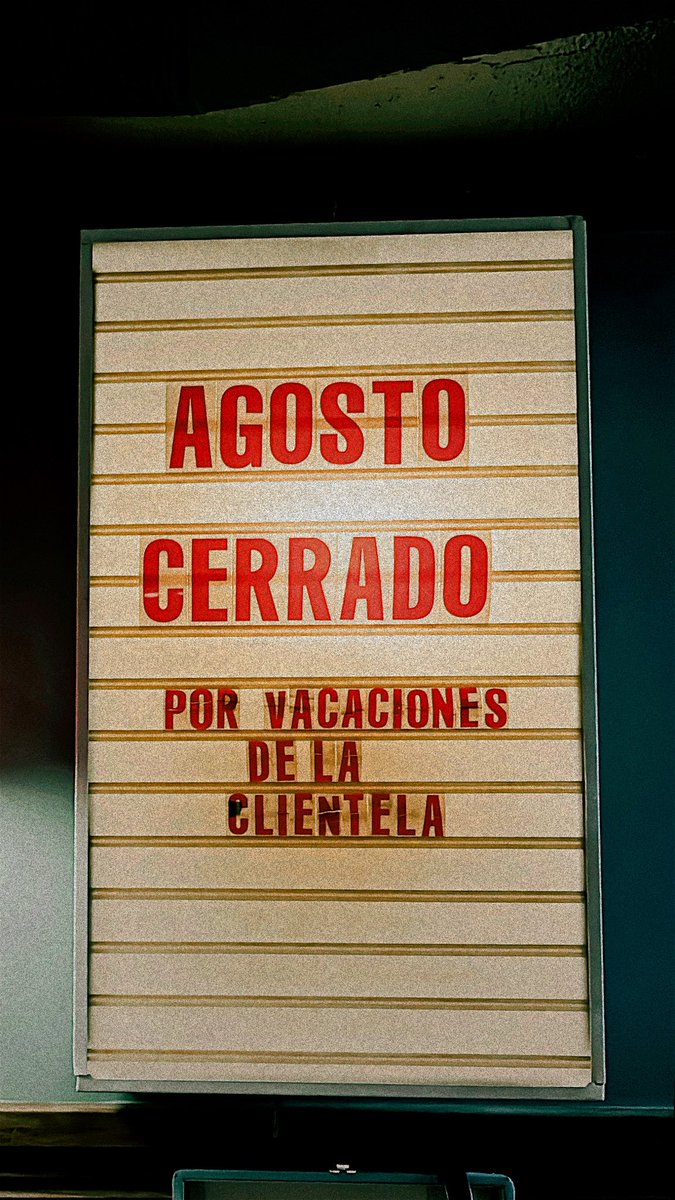 AGOSTO
CERRADO
POR VACACIONES
DE LA
CLIENTELA